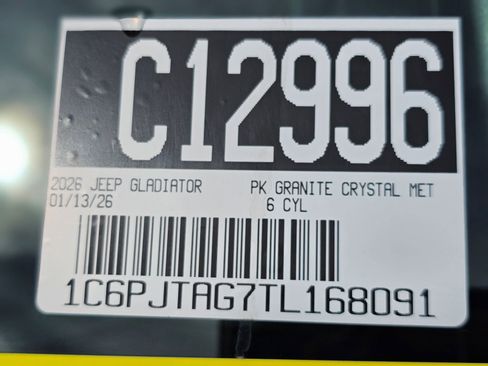 C12996
2026 JEEP GLADIATOR PK GRANITE CRYSTAL MET
01/13/26 6 CYL
1C6PJTAG7TL168091